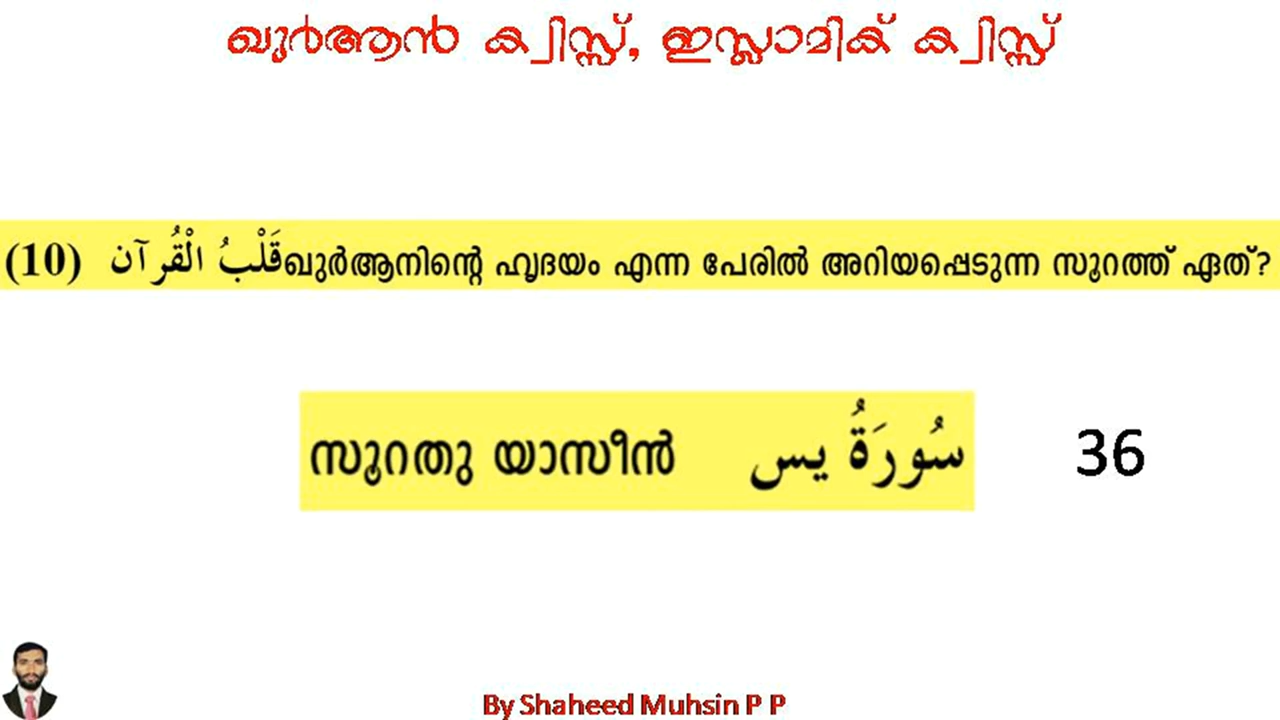 ഖുർആൻ ക്വിസ്സ്, ഇസ്ലാമിക് ക്വിസ്സ്
(10) قَلْبُ الْقُرآن ഖുർആനിന്റെ ഹൃദയം എന്ന പേരിൽ അറിയപ്പെടുന്ന സൂറത്ത് ഏത്?
സൂറതു യാസീൻ سُورَةُ يس 36
By Shaheed Muhsin P P